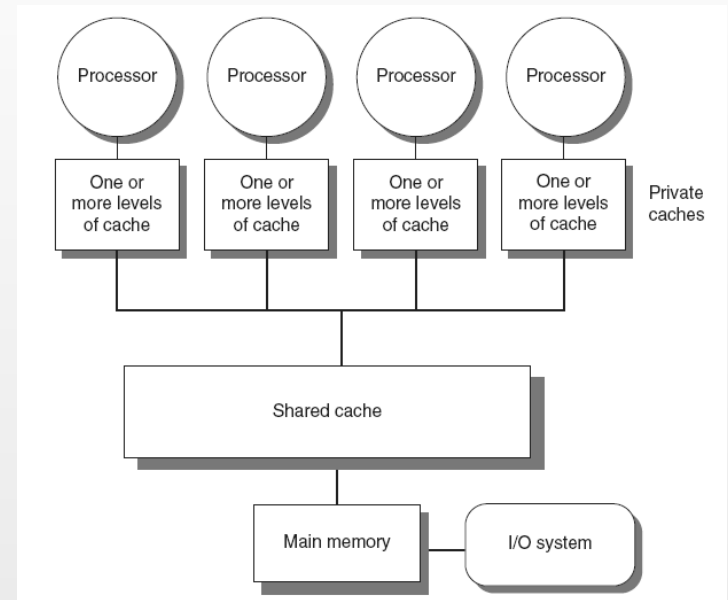 Processor
Processor
Processor
Processor
One or
more levels
of cache
One or
more levels
of cache
One or
more levels
of cache
One or
more levels
of cache
Private
caches
Shared cache
Main memory
I/O system